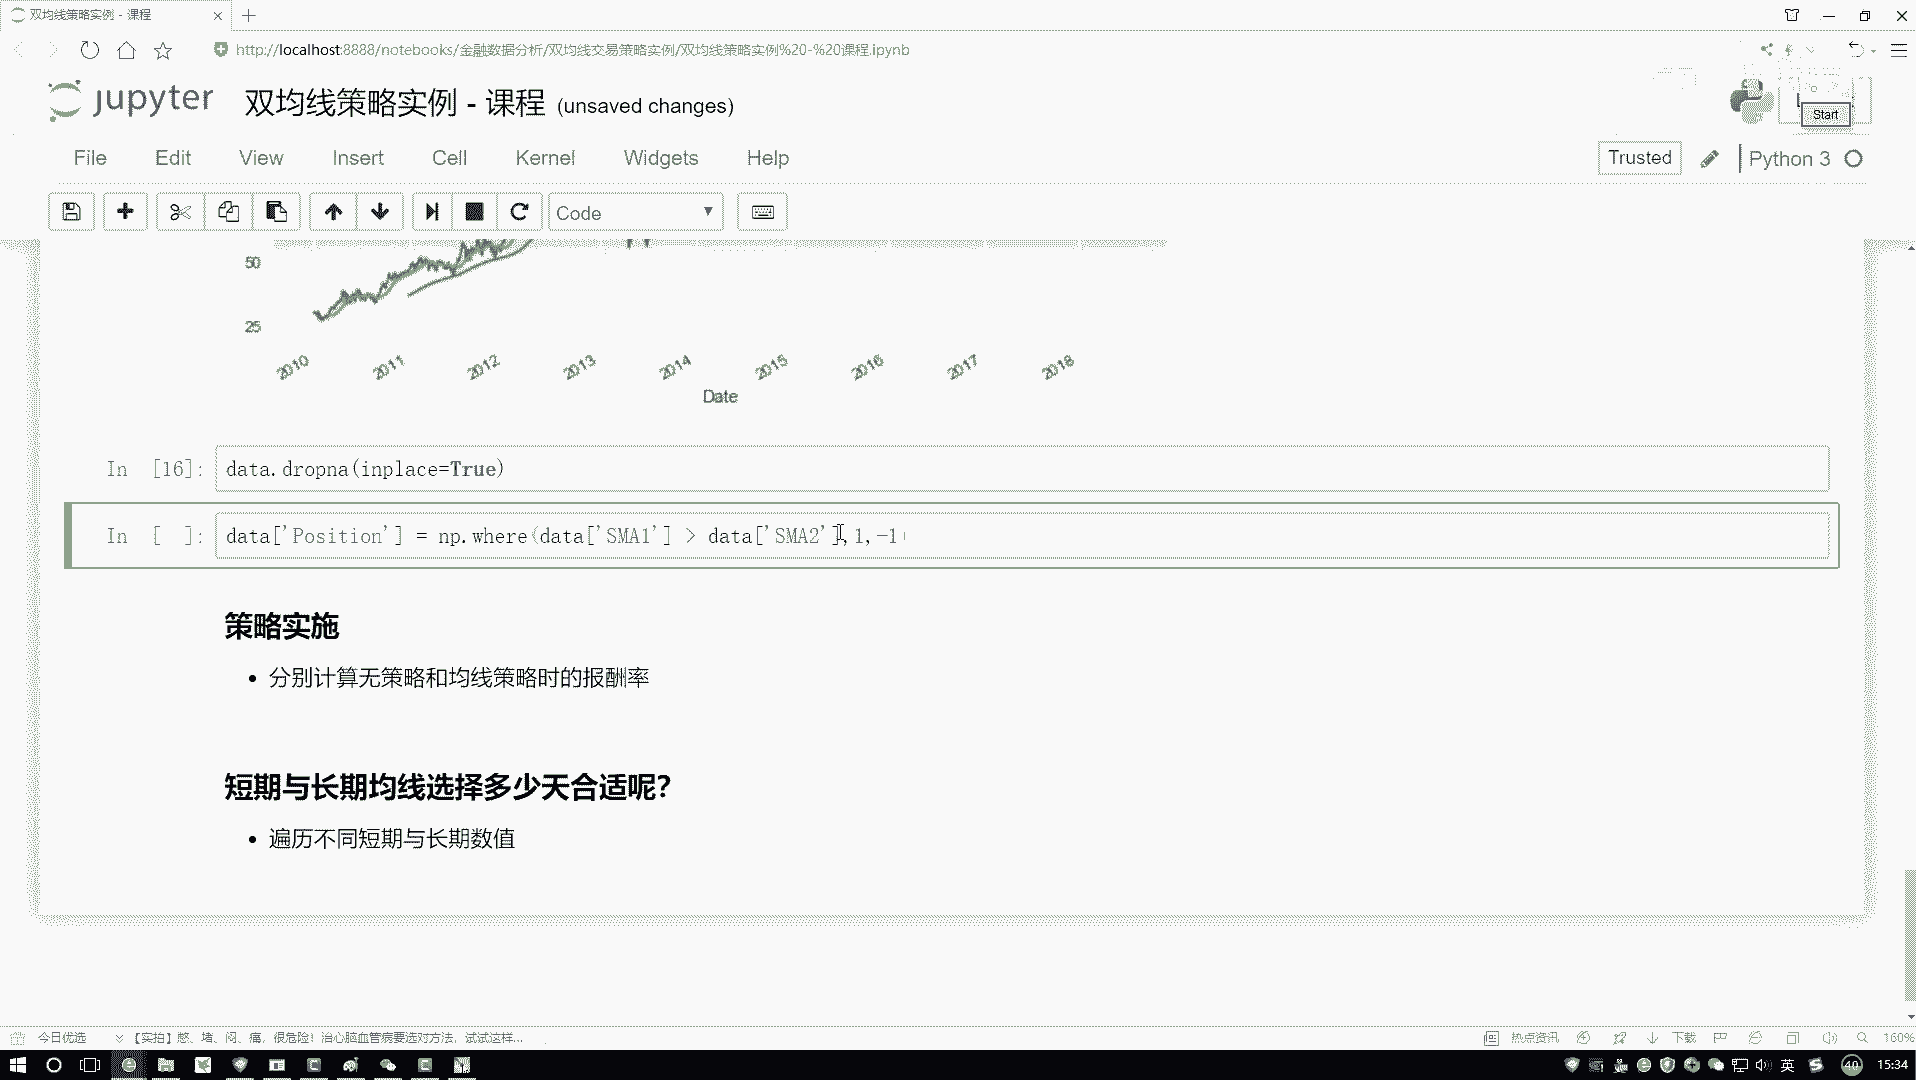 双均线策略实例 - 课程
http://localhost:8888/notebooks/金融数据分析/双均线交易策略实例/双均线策略实例%20-%20课程.ipynb
jupyter 双均线策略实例 - 课程 (unsaved changes)
Start
File Edit View Insert Cell Kernel Widgets Help
Trusted Python 3
Code
50
25
2010 2011 2012 2013 2014 2015 2016 2017 2018
Date
In [16]: data.dropna(inplace=True)
In [ ]: data['Position'] = np.where(data['SMA1'] > data['SMA2'],1,-1
策略实施
分别计算无策略和均线策略时的报酬率
短期与长期均线选择多少天合适呢?
遍历不同短期与长期数值
今日优选 【实拍】憋、堵、闷、痛，很危险！治心脑血管病要选对方法，试试这样... 热点资讯 下载 160%
英 40 15:34